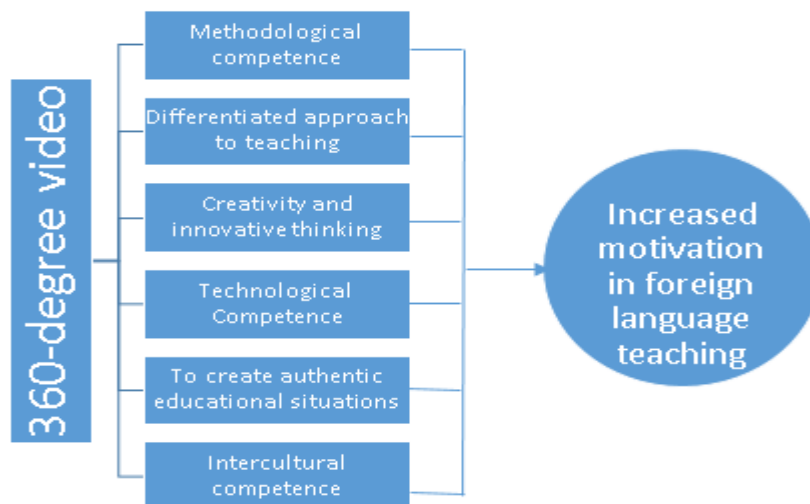 360-degree video
Methodological
competence
Differentiated approach
to teaching
Creativity and
innovative thinking
Technological
Competence
To create authentic
educational situations
Intercultural
competence
Increased
motivation
in foreign
language
teaching